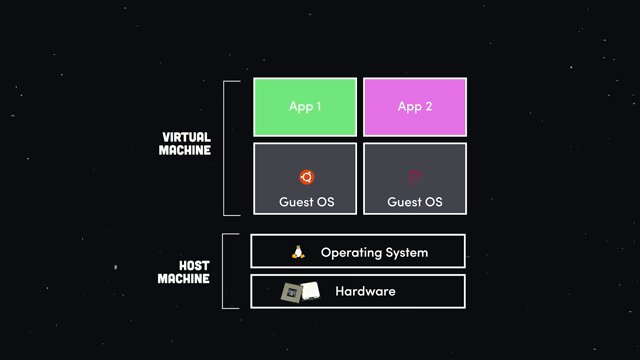 App 1
App 2
VIRTUAL
MACHINE
Guest OS
Guest OS
HOST
MACHINE
Operating System
Hardware